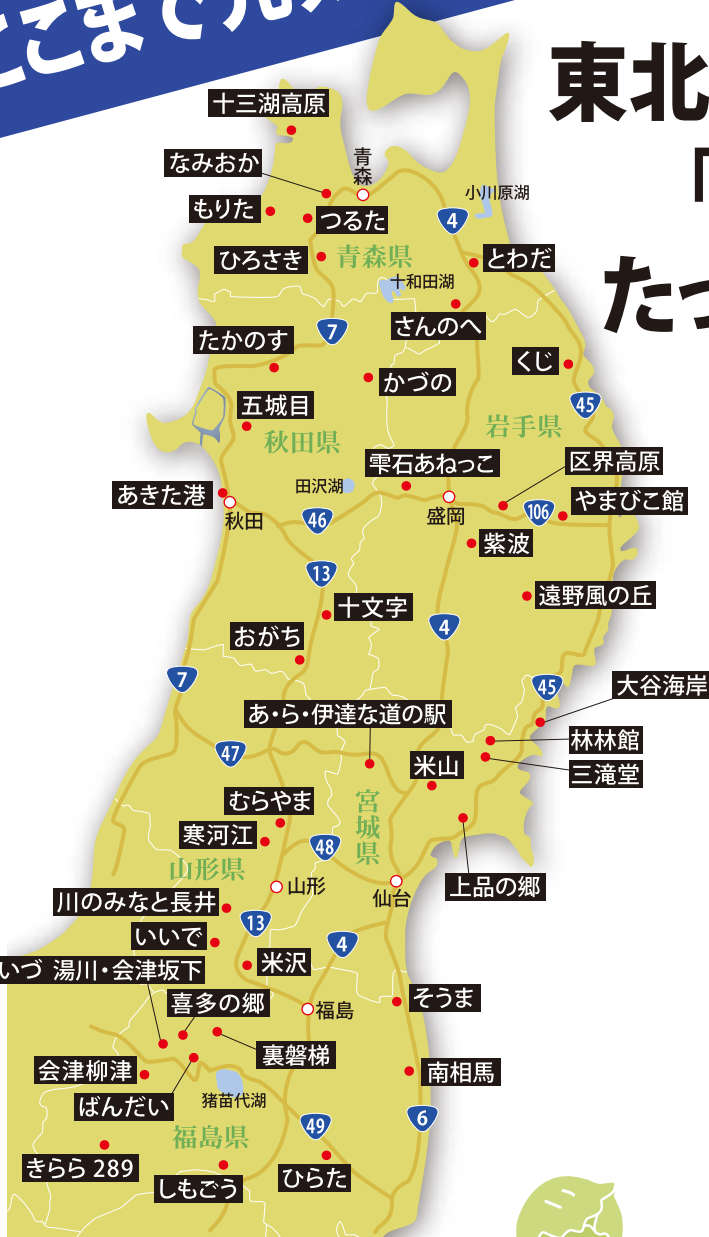 ここまで
東北
「
たっ
十三湖高原
青森
なみおか
小川原湖
もりた
つるた
4
ひろさき
青森県
とわだ
十和田湖
さんのへ
7
たかのす
くじ
かづの
五城目
45
岩手県
秋田県
雫石あねっこ
区界高原
田沢湖
あきた港
やまびこ館
秋田
46
盛岡
106
紫波
13
遠野風の丘
十文字
4
おがち
7
45
大谷海岸
あ・ら・伊達な道の駅
林林館
47
米山
三滝堂
むらやま
宮城県
寒河江
48
山形県
山形
仙台
上品の郷
川のみなと長井
13
いいで
4
米沢
いづ 湯川・会津坂下
そうま
喜多の郷
福島
裏磐梯
会津柳津
南相馬
ばんだい
猪苗代湖
49
6
福島県
きらら 289
しもごう
ひらた